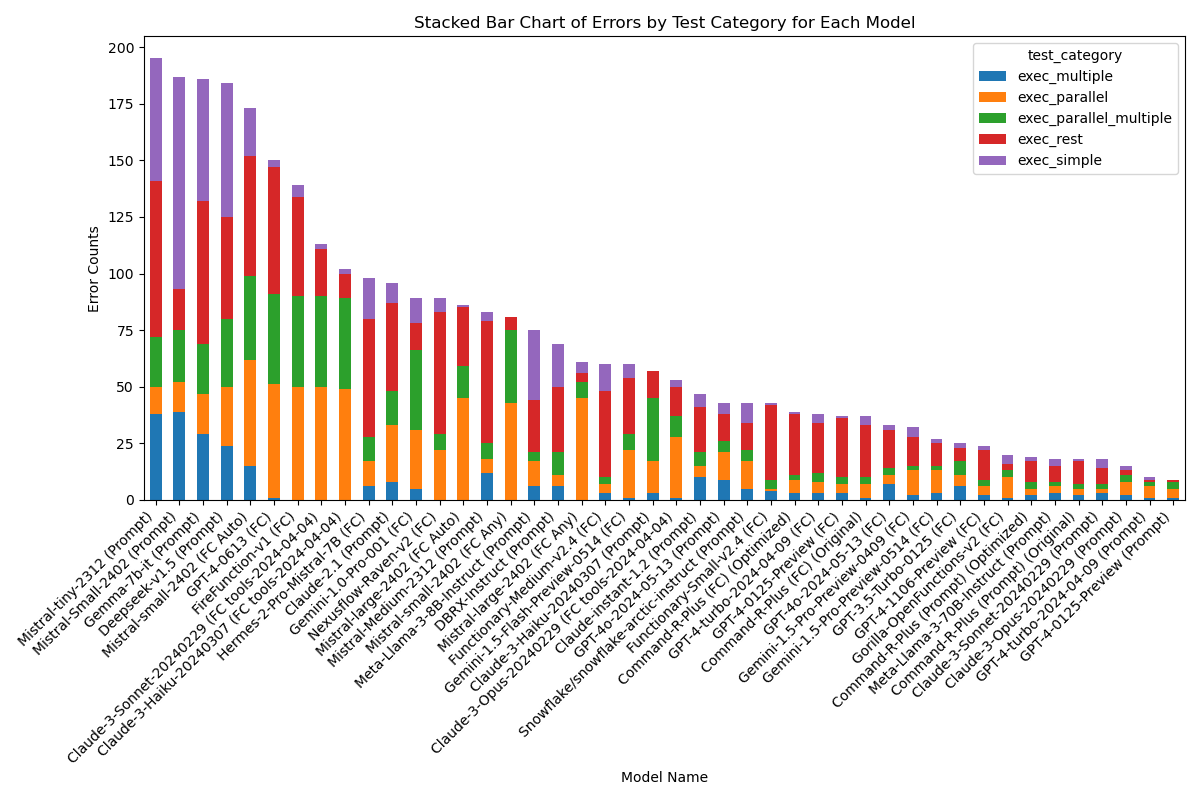 Stacked Bar Chart of Errors by Test Category for Each Model
200
175
150
125
100
75
50
25
0
Error Counts
test_category
exec_multiple
exec_parallel
exec_parallel_multiple
exec_rest
exec_simple
Mistral-tiny-2312 (Prompt)
Mistral-Small-2402 (Prompt)
Gemma-7b-it (Prompt)
Deepseek-v1.5 (Prompt)
Mistral-small-2402 (FC Auto)
GPT-4-0613 (FC)
FireFunction-v1 (FC)
Claude-3-Sonnet-20240229 (FC tools-2024-04-04)
Claude-3-Haiku-20240307 (FC tools-2024-04-04)
Hermes-2-Pro-Mistral-7B (FC)
Claude-2.1 (Prompt)
Gemini-1.0-Pro-001 (FC)
Nexusflow-Raven-v2 (FC)
Mistral-large-2402 (FC Auto)
Mistral-Medium-2312 (Prompt)
Mistral-small-2402 (FC Any)
Meta-Llama-3-8B-Instruct (Prompt)
DBRX-Instruct (Prompt)
Mistral-large-2402 (FC Any)
Functionary-Medium-v2.4 (FC)
Gemini-1.5-Flash-Preview-0514 (FC)
Claude-3-Haiku-20240307 (Prompt)
Claude-3-Opus-20240229 (FC tools-2024-04-04)
Claude-instant-1.2 (Prompt)
GPT-4o-2024-05-13 (Prompt)
Snowflake/snowflake-arctic-instruct (Prompt)
Functionary-Small-v2.4 (FC)
Command-R-Plus (FC) (Optimized)
GPT-4-turbo-2024-04-09 (FC)
GPT-4-0125-Preview (FC)
Command-R-Plus (FC) (Original)
GPT-4o-2024-05-13 (FC)
Gemini-1.5-Pro-Preview-0409 (FC)
Gemini-1.5-Pro-Preview-0514 (FC)
GPT-3.5-Turbo-0125 (FC)
GPT-4-1106-Preview (FC)
Gorilla-OpenFunctions-v2 (FC)
Command-R-Plus (Prompt) (Optimized)
Meta-Llama-3-70B-Instruct (Prompt)
Command-R-Plus (Prompt) (Original)
Claude-3-Sonnet-20240229 (Prompt)
Claude-3-Opus-20240229 (Prompt)
GPT-4-turbo-2024-04-09 (Prompt)
GPT-4-0125-Preview (Prompt)
Model Name